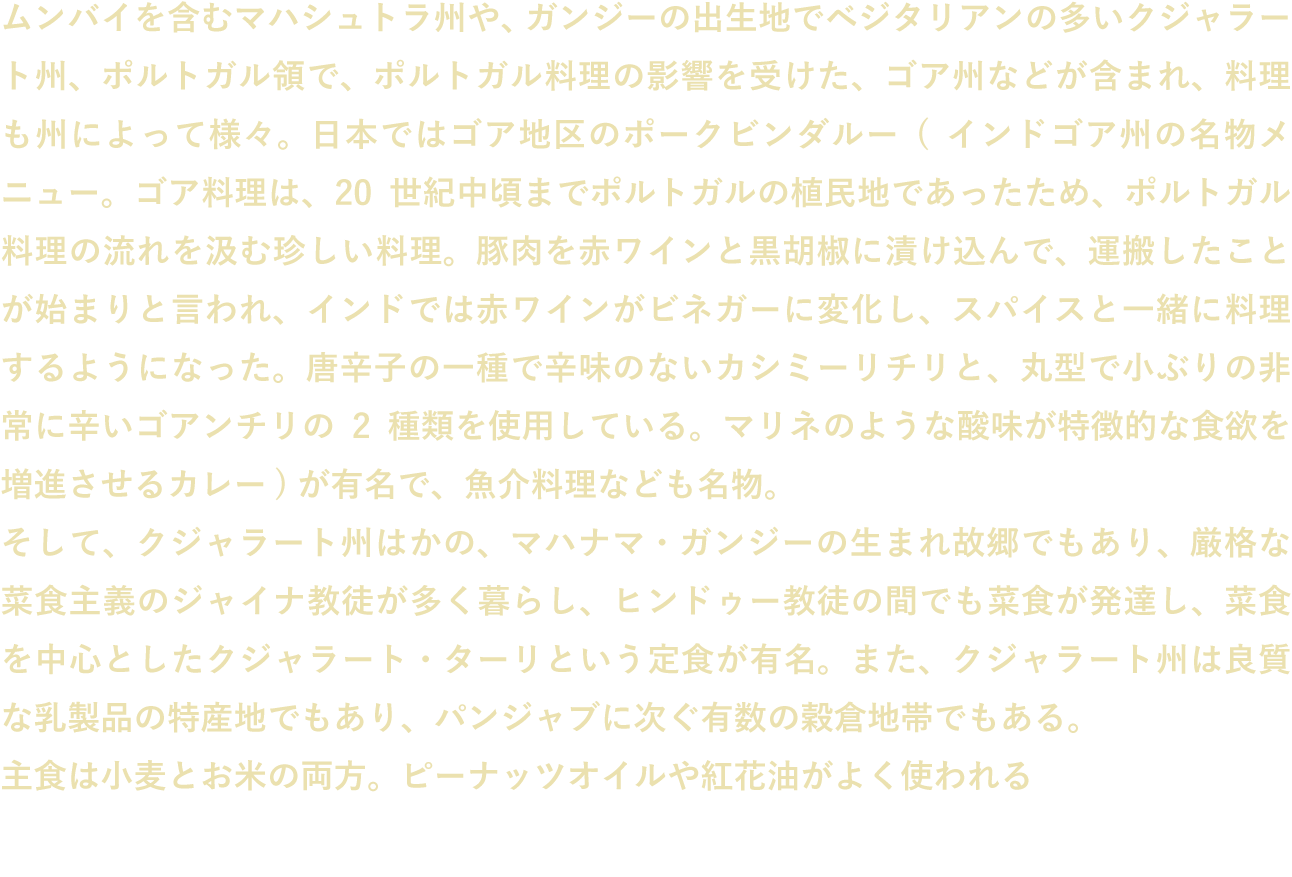 ムンバイを含むマハシュトラ州や、ガンジーの出生地でベジタリアンの多いクジャラー
ト州、ポルトガル領で、ポルトガル料理の影響を受けた、ゴア州などが含まれ、料理
も州によって様々。日本ではゴア地区のポークビンダルー ( インドゴア州の名物メ
ニュー。ゴア料理は、20 世紀中頃までポルトガルの植民地であったため、ポルトガル
料理の流れを汲む珍しい料理。豚肉を赤ワインと黒胡椒に漬け込んで、運搬したこと
が始まりと言われ、インドでは赤ワインがビネガーに変化し、スパイスと一緒に料理
するようになった。唐辛子の一種で辛味のないカシミーリチリと、丸型で小ぶりの非
常に辛いゴアンチリの 2 種類を使用している。マリネのような酸味が特徴的な食欲を
増進させるカレー ) が有名で、魚介料理なども名物。
そして、クジャラート州はかの、マハナマ・ガンジーの生まれ故郷でもあり、厳格な
菜食主義のジャイナ教徒が多く暮らし、ヒンドゥー教徒の間でも菜食が発達し、菜食
を中心としたクジャラート・ターリという定食が有名。また、クジャラート州は良質
な乳製品の特産地でもあり、パンジャブに次ぐ有数の穀倉地帯でもある。
主食は小麦とお米の両方。ピーナッツオイルや紅花油がよく使われる